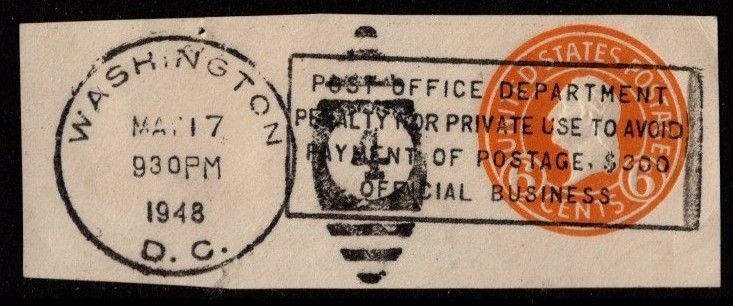 WASHINGTON
MAY 17
930PM
1948
D.C.
POST OFFICE DEPARTMENT
PENALTY FOR PRIVATE USE TO AVOID
PAYMENT OF POSTAGE, $300
OFFICIAL BUSINESS
4
UNITED STATES POSTAGE
6 CENTS 6